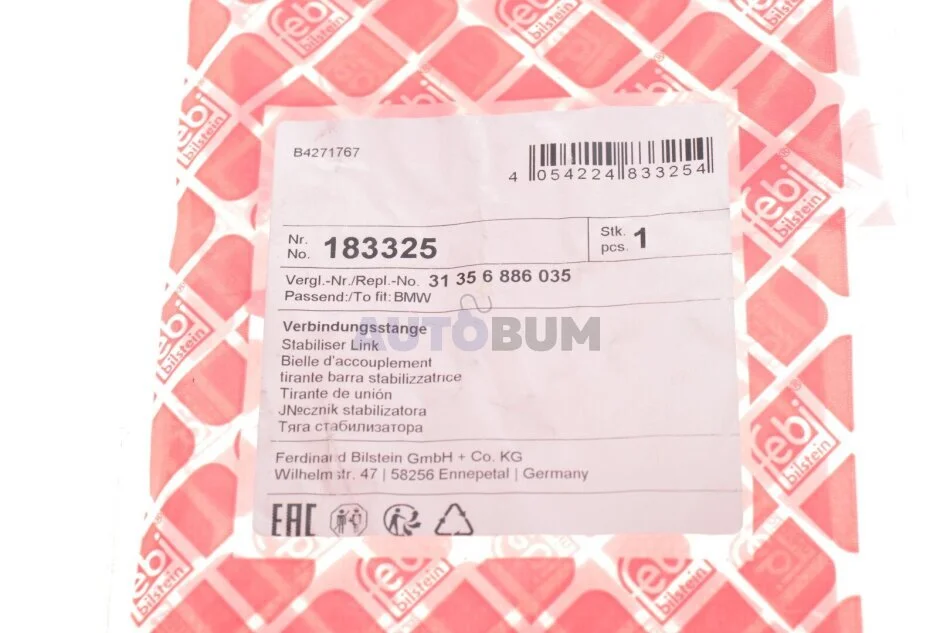 febi
bilstein
B4271767
4 054224 833254
Nr.
No. 183325
Stk.
pcs. 1
Vergl.-Nr./Repl.-No. 31 35 6 886 035
Passend:/To fit: BMW
Verbindungsstange
AUTOBUM
Stabiliser Link
Bielle d'accouplement
tirante barra stabilizzatrice
Tirante de unión
J№cznik stabilizatora
Тяга стабилизатора
Ferdinand Bilstein GmbH + Co. KG
Wilhelmstr. 47 | 58256 Ennepetal | Germany
EAC